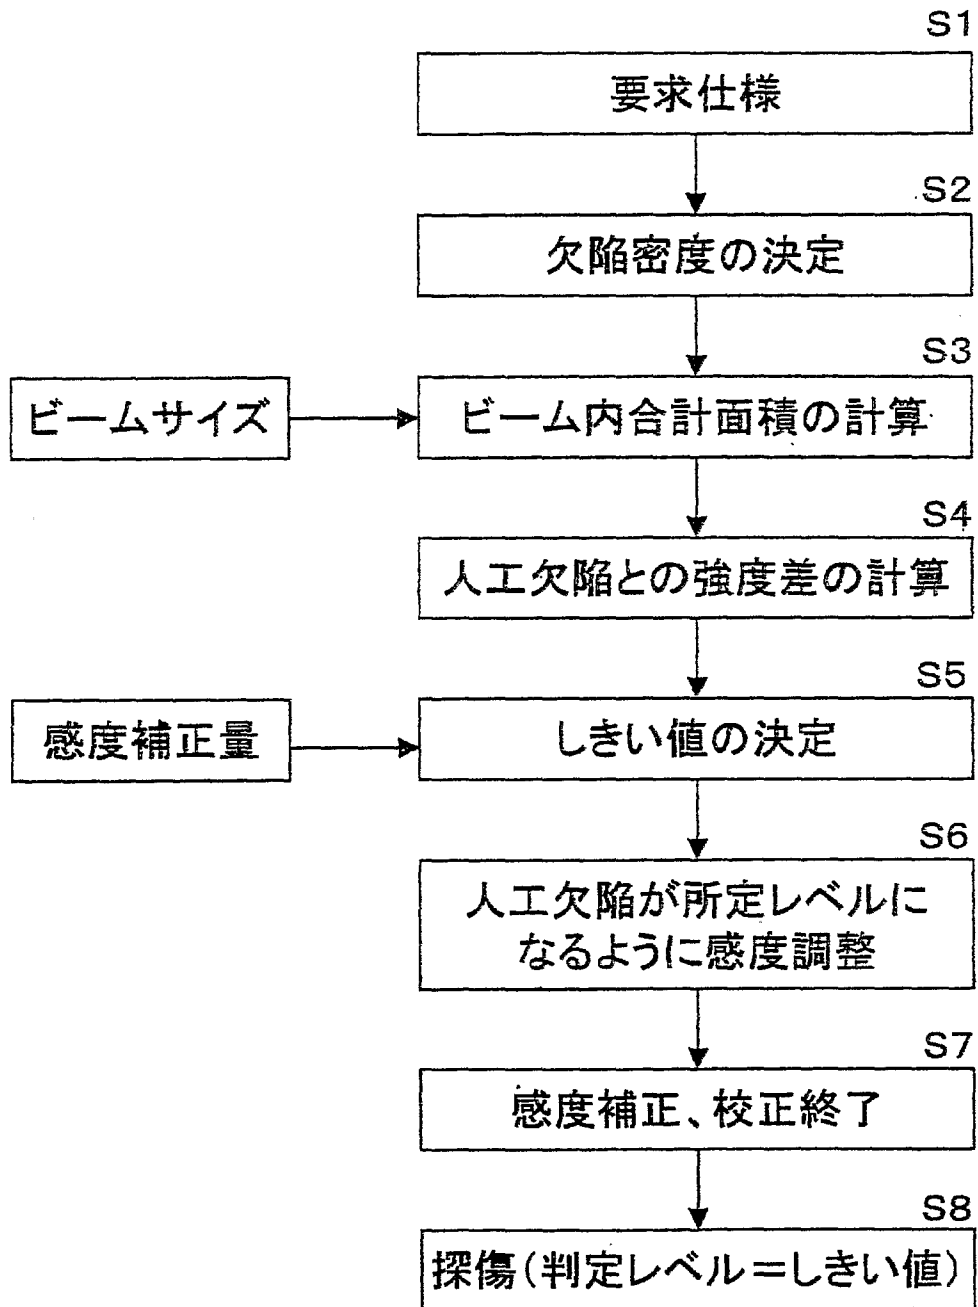 S1
要求仕様
S2
欠陥密度の決定
S3
ビームサイズ
ビーム内合計面積の計算
S4
人工欠陥との強度差の計算
S5
感度補正量
しきい値の決定
S6
人工欠陥が所定レベルに
なるように感度調整
S7
感度補正、校正終了
S8
探傷(判定レベル=しきい値)